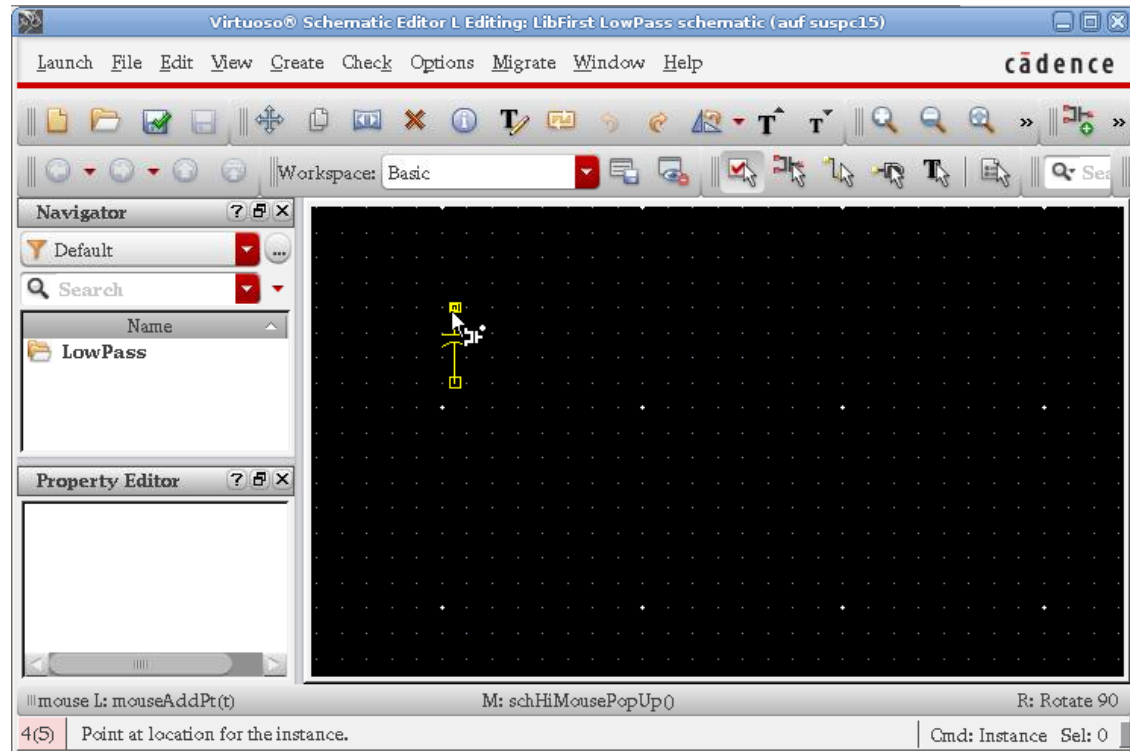 Virtuoso® Schematic Editor L Editing: LibFirst LowPass schematic (auf suspc15)
Launch File Edit View Create Check Options Migrate Window Help
cādence
T T T
» »
Workspace: Basic
T
Sea
Navigator
Default
...
Search
Name
LowPass
Property Editor
mouse L: mouseAddPt(t) M: schHiMousePopUp() R: Rotate 90
4(5) Point at location for the instance. Cmd: Instance Sel: 0